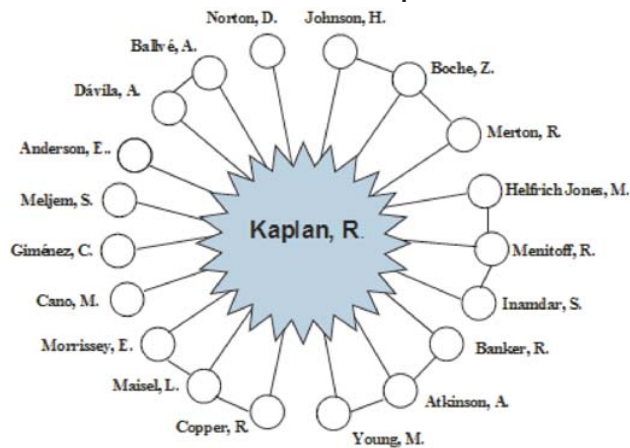 Norton, D.
Johnson, H.
Ballvé, A.
Boche, Z.
Dávila, A.
Merton, R.
Anderson, E..
Meljem, S.
Helfrich Jones, M.
Kaplan, R.
Giménez, C.
Menitoff, R.
Cano, M.
Inamdar, S.
Morrissey, E.
Banker, R.
Maisel, L.
Atkinson, A.
Copper, R.
Young, M.